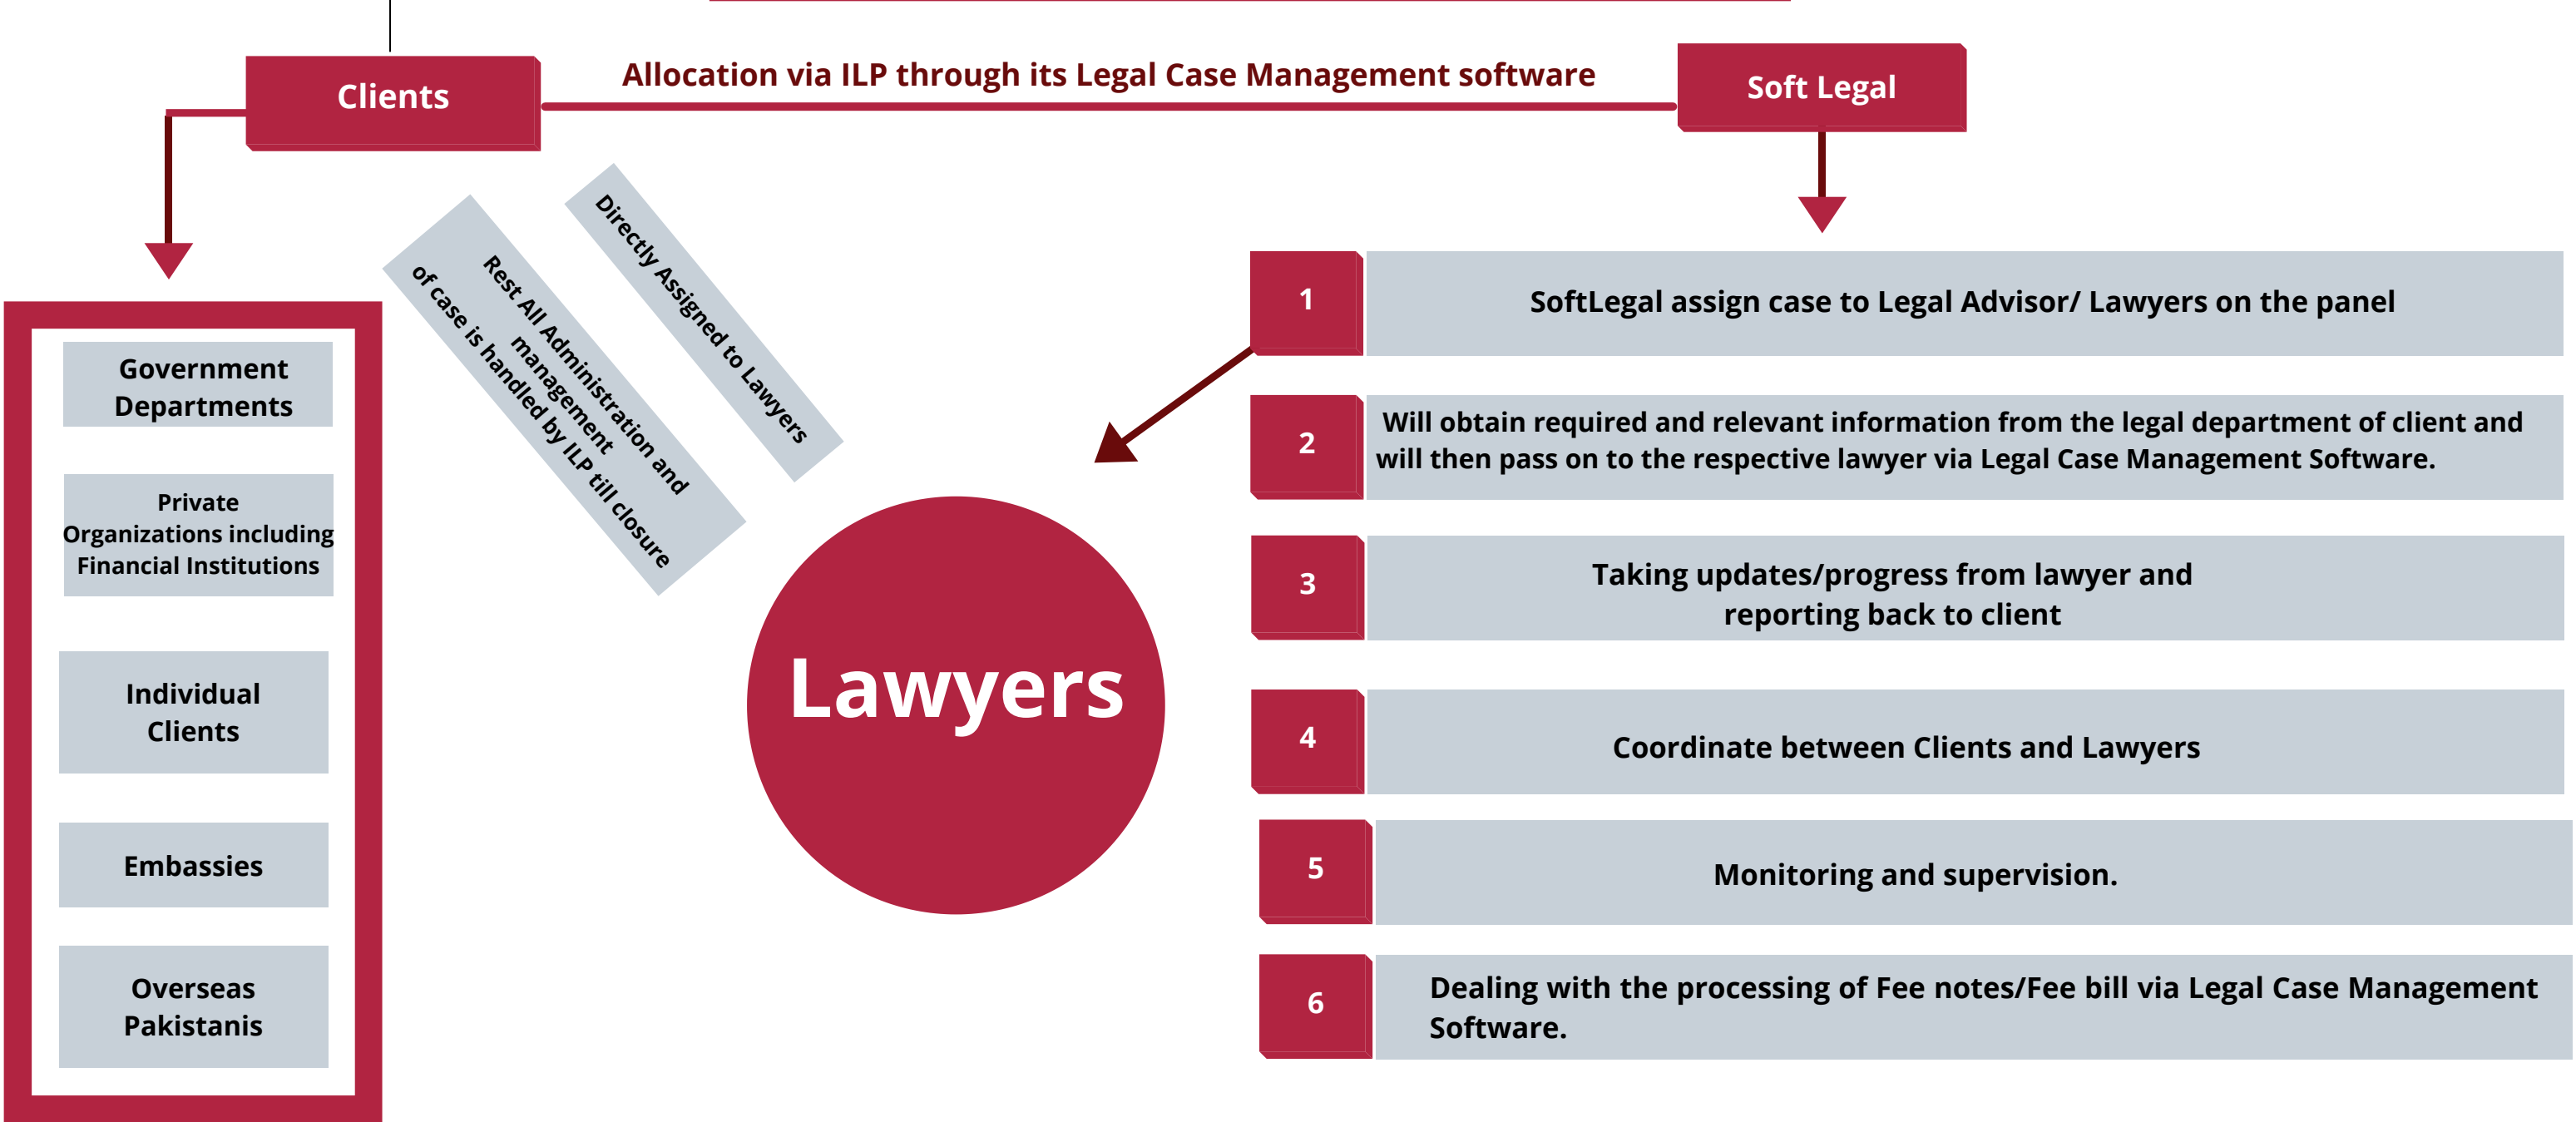 Clients
Allocation via ILP through its Legal Case Management software
Soft Legal
Government
Departments
Private
Organizations including
Financial Institutions
Individual
Clients
Embassies
Overseas
Pakistanis
Directly Assigned to Lawyers
Rest All Administration and
management
of case is handled by ILP till closure
Lawyers
1
SoftLegal assign case to Legal Advisor/ Lawyers on the panel
2
Will obtain required and relevant information from the legal department of client and
will then pass on to the respective lawyer via Legal Case Management Software.
3
Taking updates/progress from lawyer and
reporting back to client
4
Coordinate between Clients and Lawyers
5
Monitoring and supervision.
6
Dealing with the processing of Fee notes/Fee bill via Legal Case Management
Software.